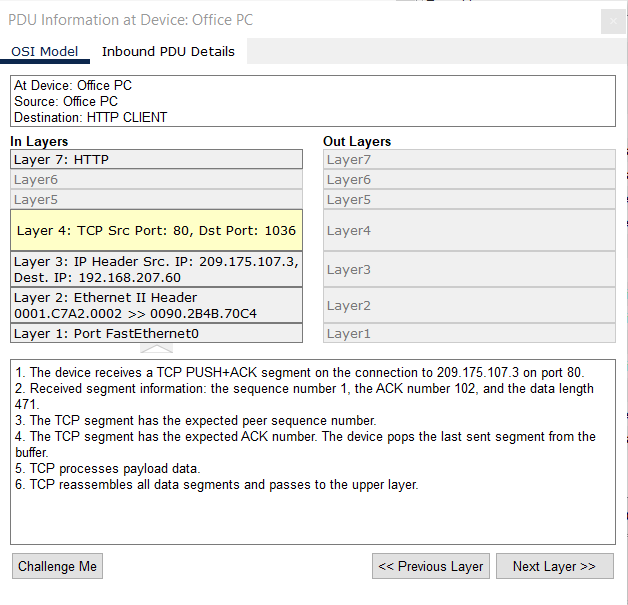 PDU Information at Device: Office PC
OSI Model Inbound PDU Details
At Device: Office PC
Source: Office PC
Destination: HTTP CLIENT
In Layers
Layer 7: HTTP
Layer6
Layer5
Layer 4: TCP Src Port: 80, Dst Port: 1036
Layer 3: IP Header Src. IP: 209.175.107.3,
Dest. IP: 192.168.207.60
Layer 2: Ethernet II Header
0001.C7A2.0002 >> 0090.2B4B.70C4
Layer 1: Port FastEthernet0
Out Layers
Layer7
Layer6
Layer5
Layer4
Layer3
Layer2
Layer1
1. The device receives a TCP PUSH+ACK segment on the connection to 209.175.107.3 on port 80.
2. Received segment information: the sequence number 1, the ACK number 102, and the data length
471.
3. The TCP segment has the expected peer sequence number.
4. The TCP segment has the expected ACK number. The device pops the last sent segment from the
buffer.
5. TCP processes payload data.
6. TCP reassembles all data segments and passes to the upper layer.
Challenge Me
<< Previous Layer
Next Layer >>